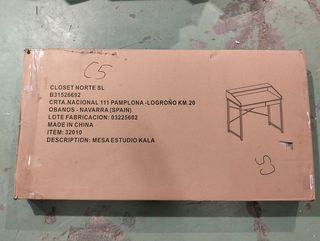 C5
CLOSET NORTE SL
B31526692
CRTA.NACIONAL 111 PAMPLONA -LOGROÑO KM.20
OBANOS - NAVARRA (SPAIN)
LOTE FABRICACION: 03225602
MADE IN CHINA
ITEM: 32010
DESCRIPTION: MESA ESTUDIO KALA
C5